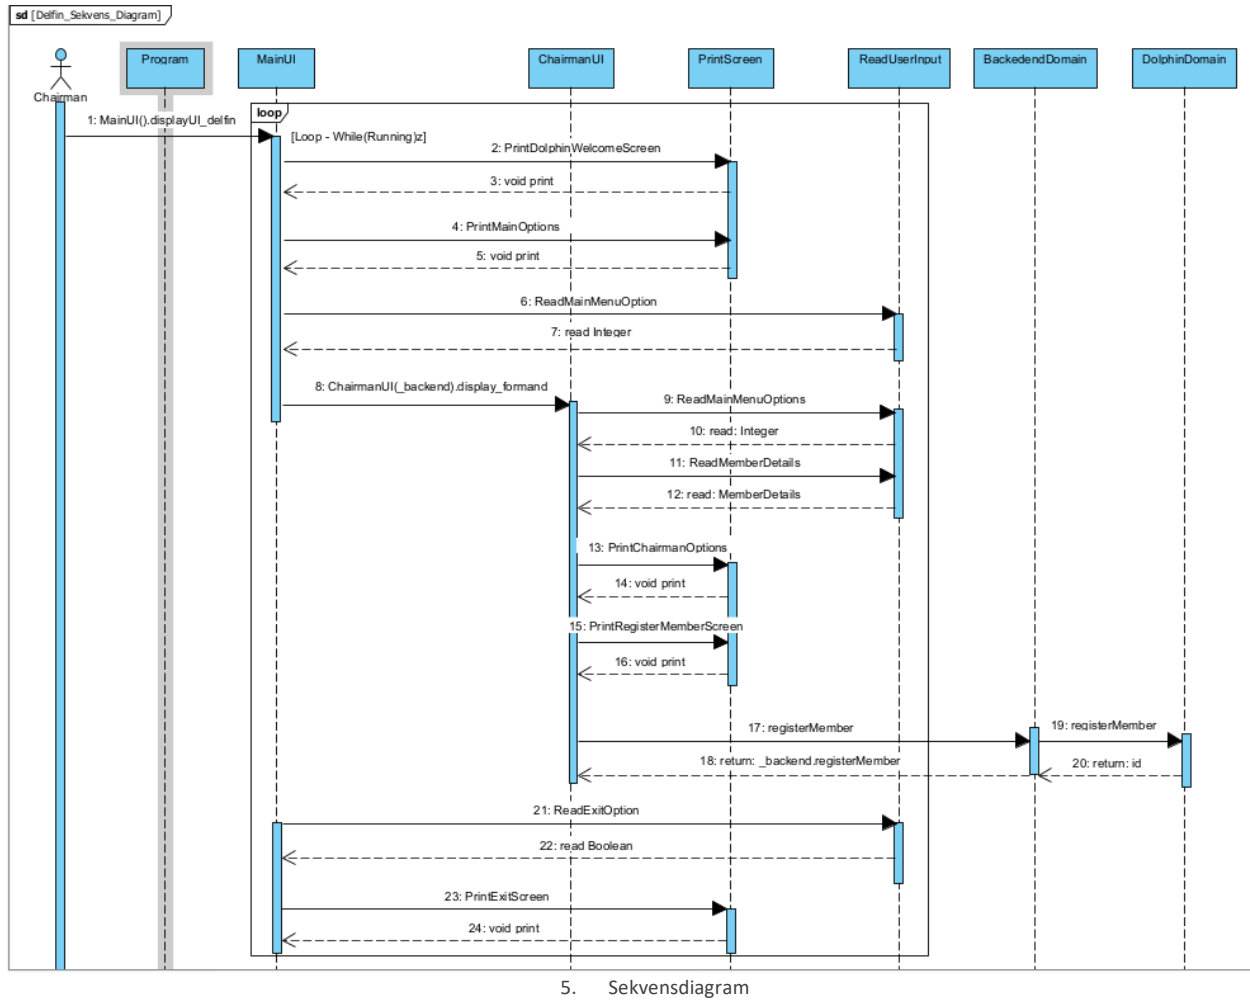 sd [Delfin_Sekvens_Diagram]
Chairman
Program
MainUI
ChairmanUI
PrintScreen
ReadUserInput
BackedendDomain
DolphinDomain
loop
1: MainUI().displayUI_delfin
[Loop - While(Running)z]
2: PrintDolphinWelcomeScreen
3: void print
4: PrintMainOptions
5: void print
6: ReadMainMenuOption
7: read Integer
8: ChairmanUI(_backend).display_formand
9: ReadMainMenuOptions
10: read: Integer
11: ReadMemberDetails
12: read: MemberDetails
13: PrintChairmanOptions
14: void print
15: PrintRegisterMemberScreen
16: void print
17: registerMember
19: registerMember
18: return: _backend.registerMember
20: return: id
21: ReadExitOption
22: read Boolean
23: PrintExitScreen
24: void print
5. Sekvensdiagram